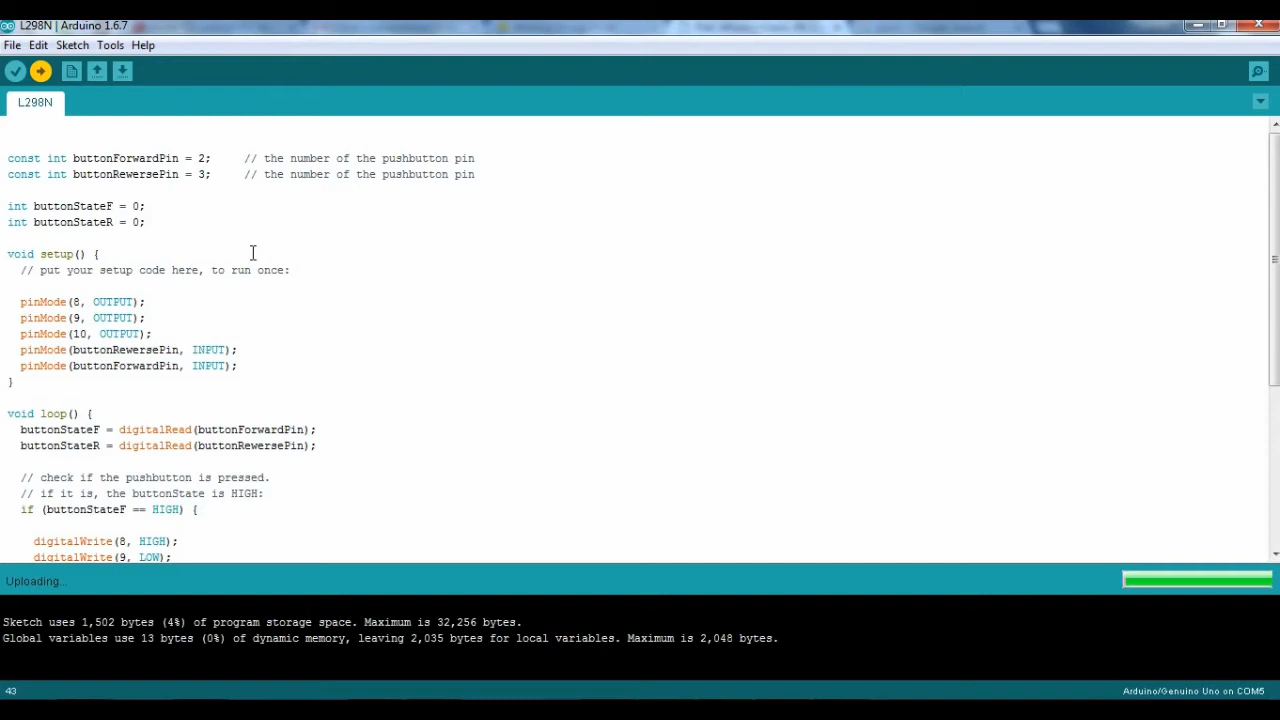 L298N | Arduino 1.6.7
File Edit Sketch Tools Help
L298N
const int buttonForwardPin = 2;     // the number of the pushbutton pin
const int buttonRewersePin = 3;     // the number of the pushbutton pin
int buttonStateF = 0;
int buttonStateR = 0;
void setup() {
  // put your setup code here, to run once:
  pinMode(8, OUTPUT);
  pinMode(9, OUTPUT);
  pinMode(10, OUTPUT);
  pinMode(buttonRewersePin, INPUT);
  pinMode(buttonForwardPin, INPUT);
}
void loop() {
  buttonStateF = digitalRead(buttonForwardPin);
  buttonStateR = digitalRead(buttonRewersePin);
  // check if the pushbutton is pressed.
  // if it is, the buttonState is HIGH:
  if (buttonStateF == HIGH) {
    digitalWrite(8, HIGH);
    digitalWrite(9, LOW);
Uploading...
Sketch uses 1,502 bytes (4%) of program storage space. Maximum is 32,256 bytes.
Global variables use 13 bytes (0%) of dynamic memory, leaving 2,035 bytes for local variables. Maximum is 2,048 bytes.
43
Arduino/Genuino Uno on COM5